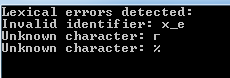 Lexical errors detected:
Invalid identifier: x_e
Unknown character: r
Unknown character: %